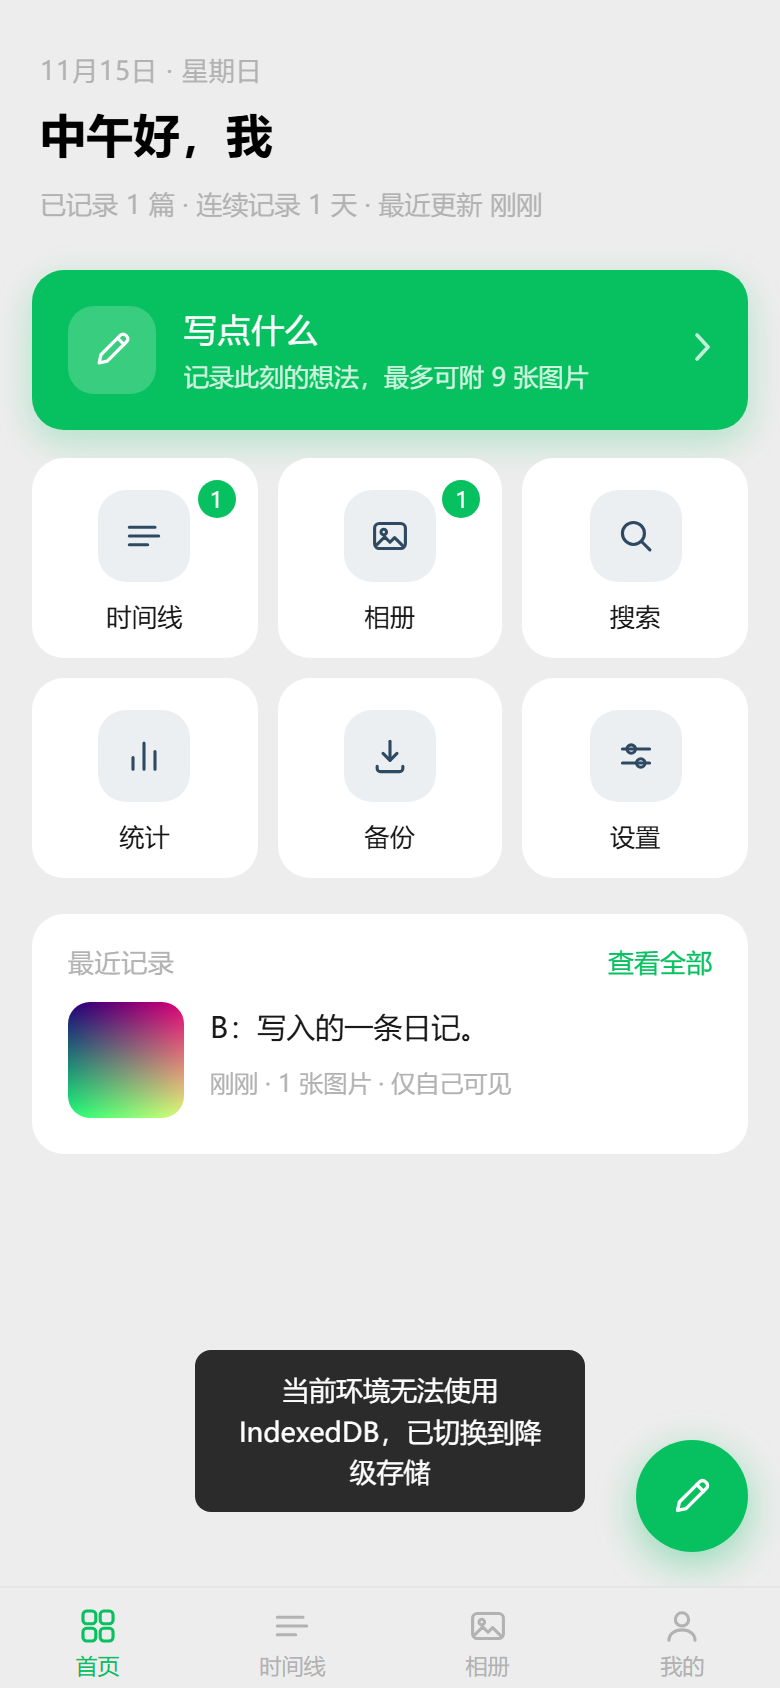 11月15日 · 星期日
中午好，我
已记录 1 篇 · 连续记录 1 天 · 最近更新 刚刚
写点什么
记录此刻的想法，最多可附 9 张图片
1
1
时间线
相册
搜索
统计
备份
设置
最近记录
查看全部
B：写入的一条日记。
刚刚 · 1 张图片 · 仅自己可见
当前环境无法使用
IndexedDB，已切换到降
级存储
首页
时间线
相册
我的